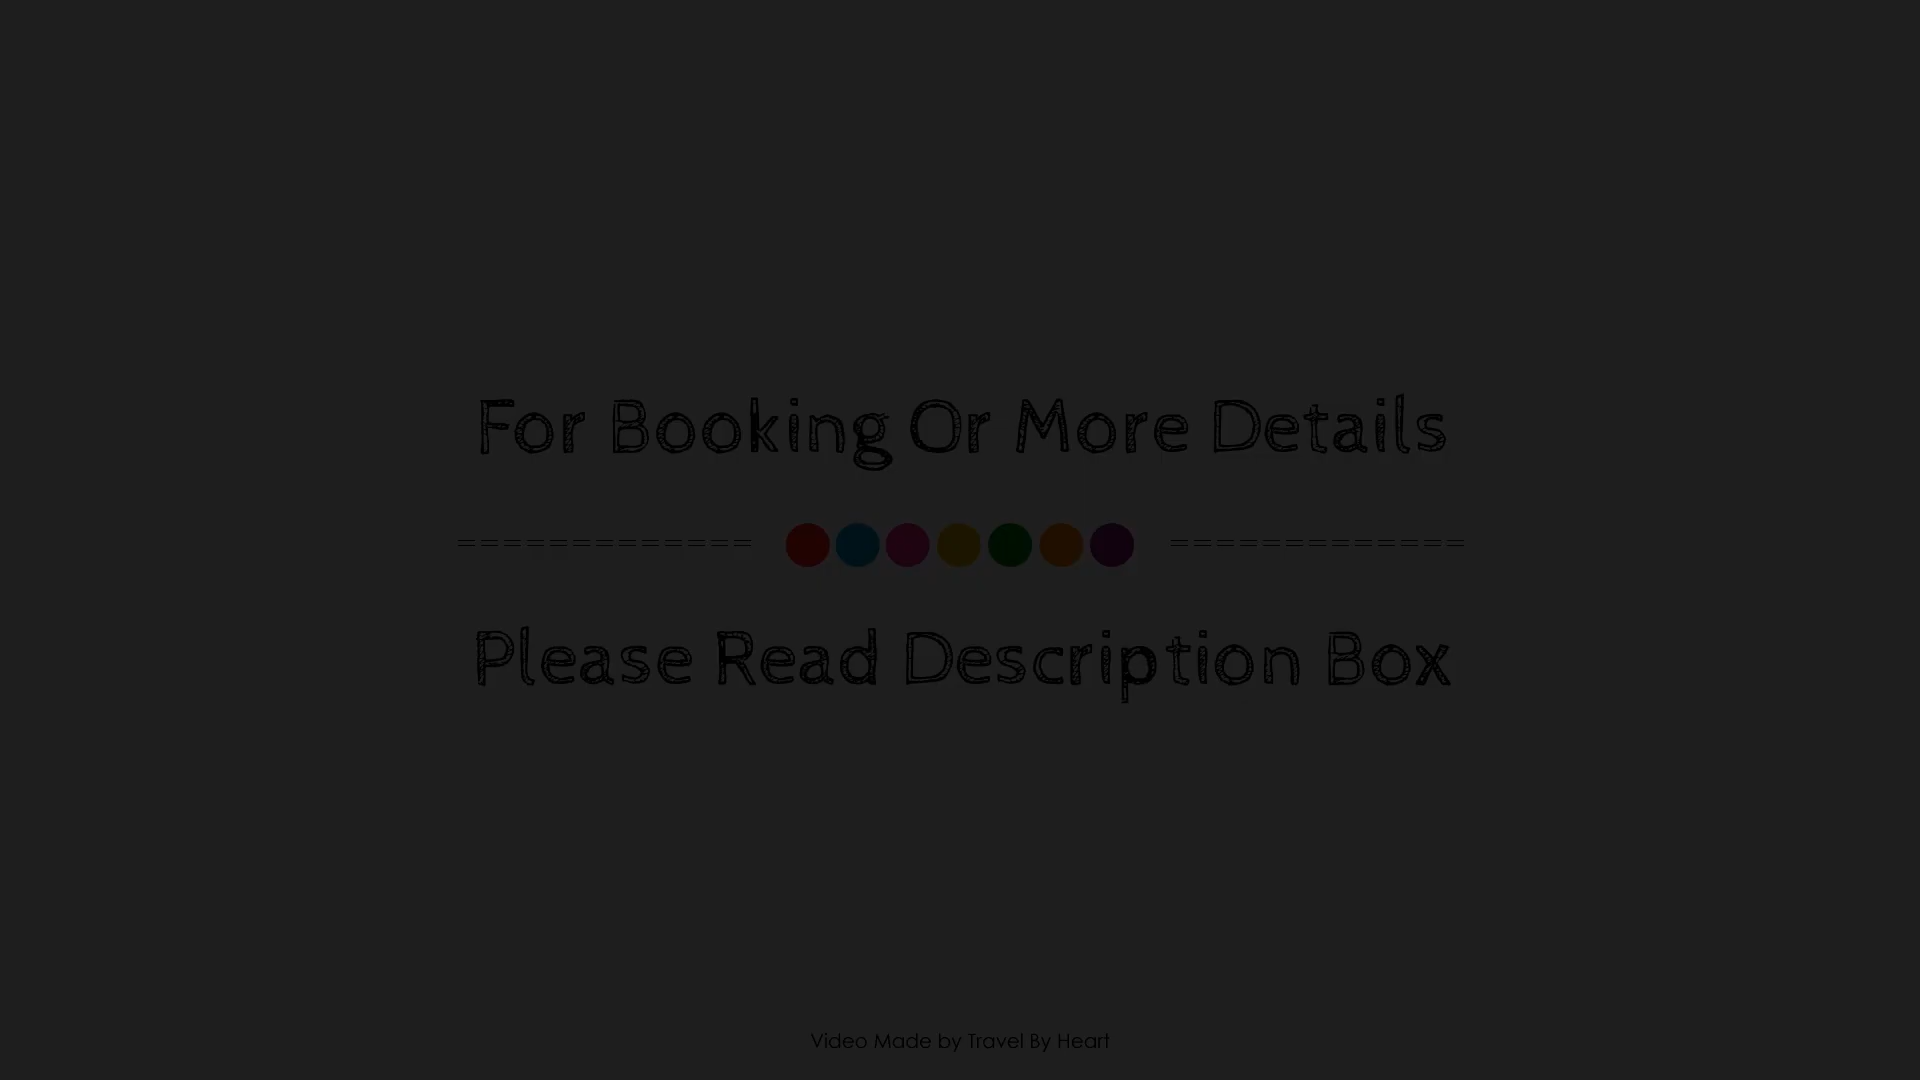 For Booking Or More Details
============= =============
Please Read Description Box
Video Made by Travel By Heart